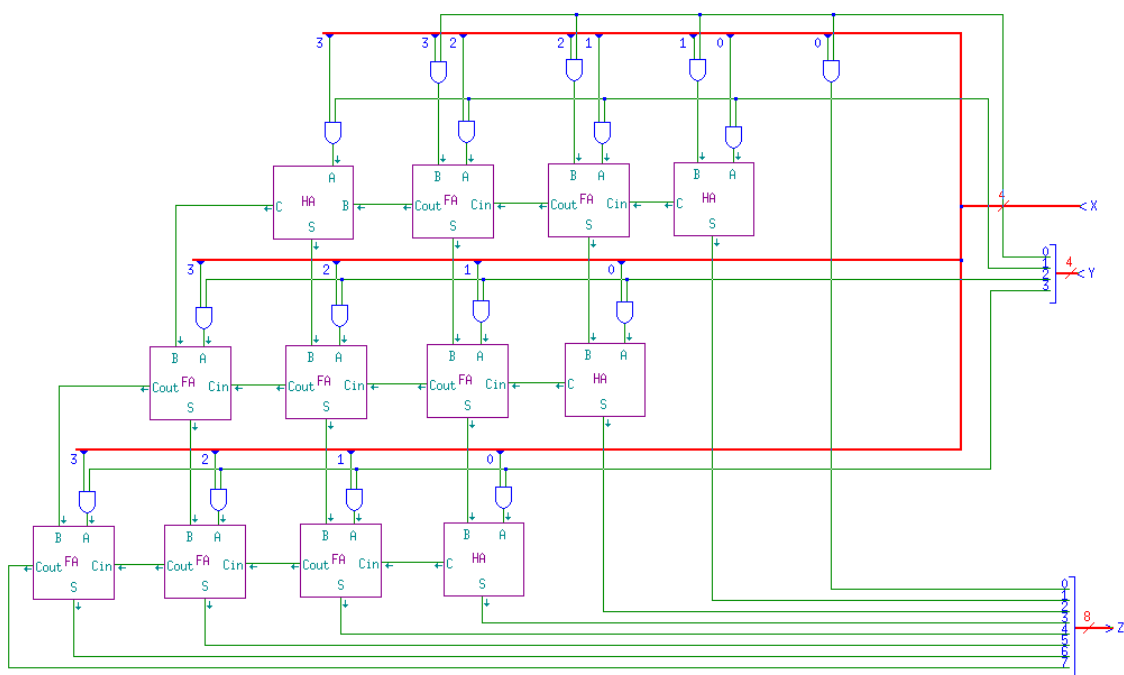 3 3 2 2 1 1 0 0
A B A B A B A
HA FA FA HA
C B Cout Cin Cout Cin C
S S S S
4 X
0
1
2
3
4 Y
3 2 1 0
B A B A B A B A
FA FA FA HA
Cout Cin Cout Cin Cout Cin C
S S S S
3 2 1 0
B A B A B A B A
FA FA FA HA
Cout Cin Cout Cin Cout Cin C
S S S S
0
1
2
3
4
5
6
7
8 Z